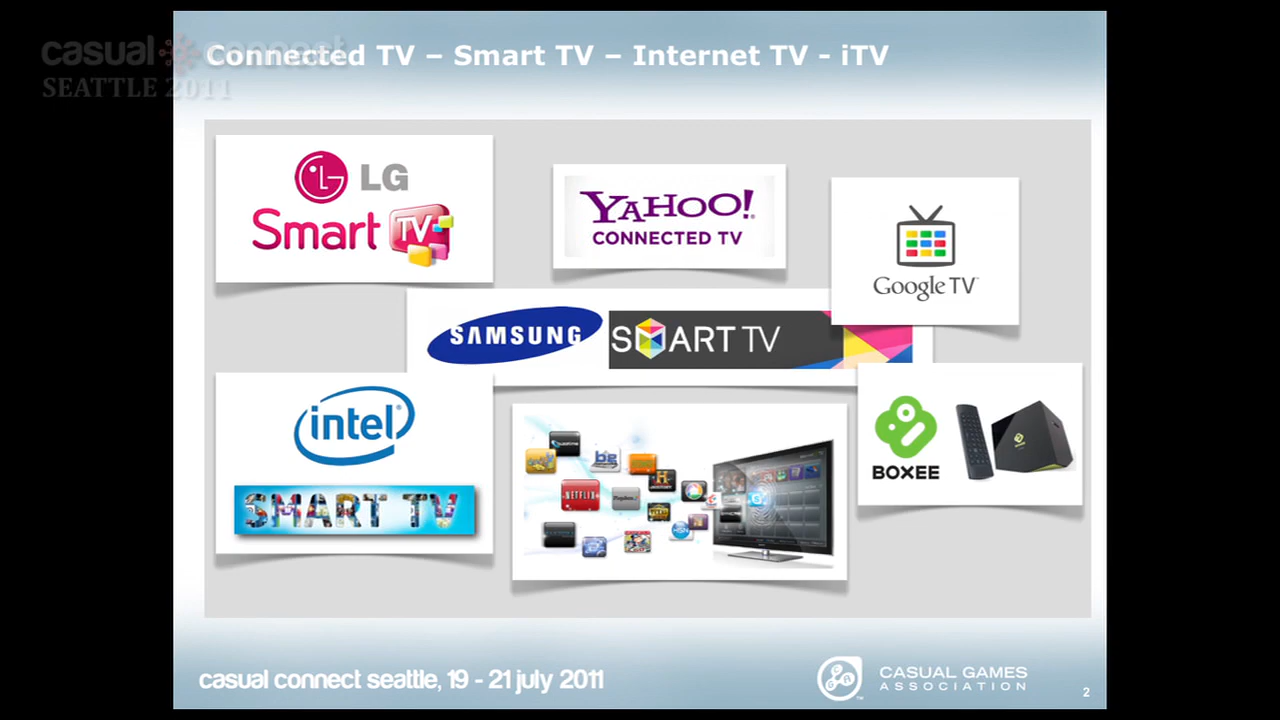 casual connect
SEATTLE 2011
Connected TV – Smart TV – Internet TV - iTV
LG
Smart TV
YAHOO!
CONNECTED TV
Google TV
SAMSUNG
SMART TV
intel
SMART TV
NETFLIX
HISTORY
BOXEE
casual connect seattle, 19 - 21 july 2011
CASUAL GAMES
ASSOCIATION
2